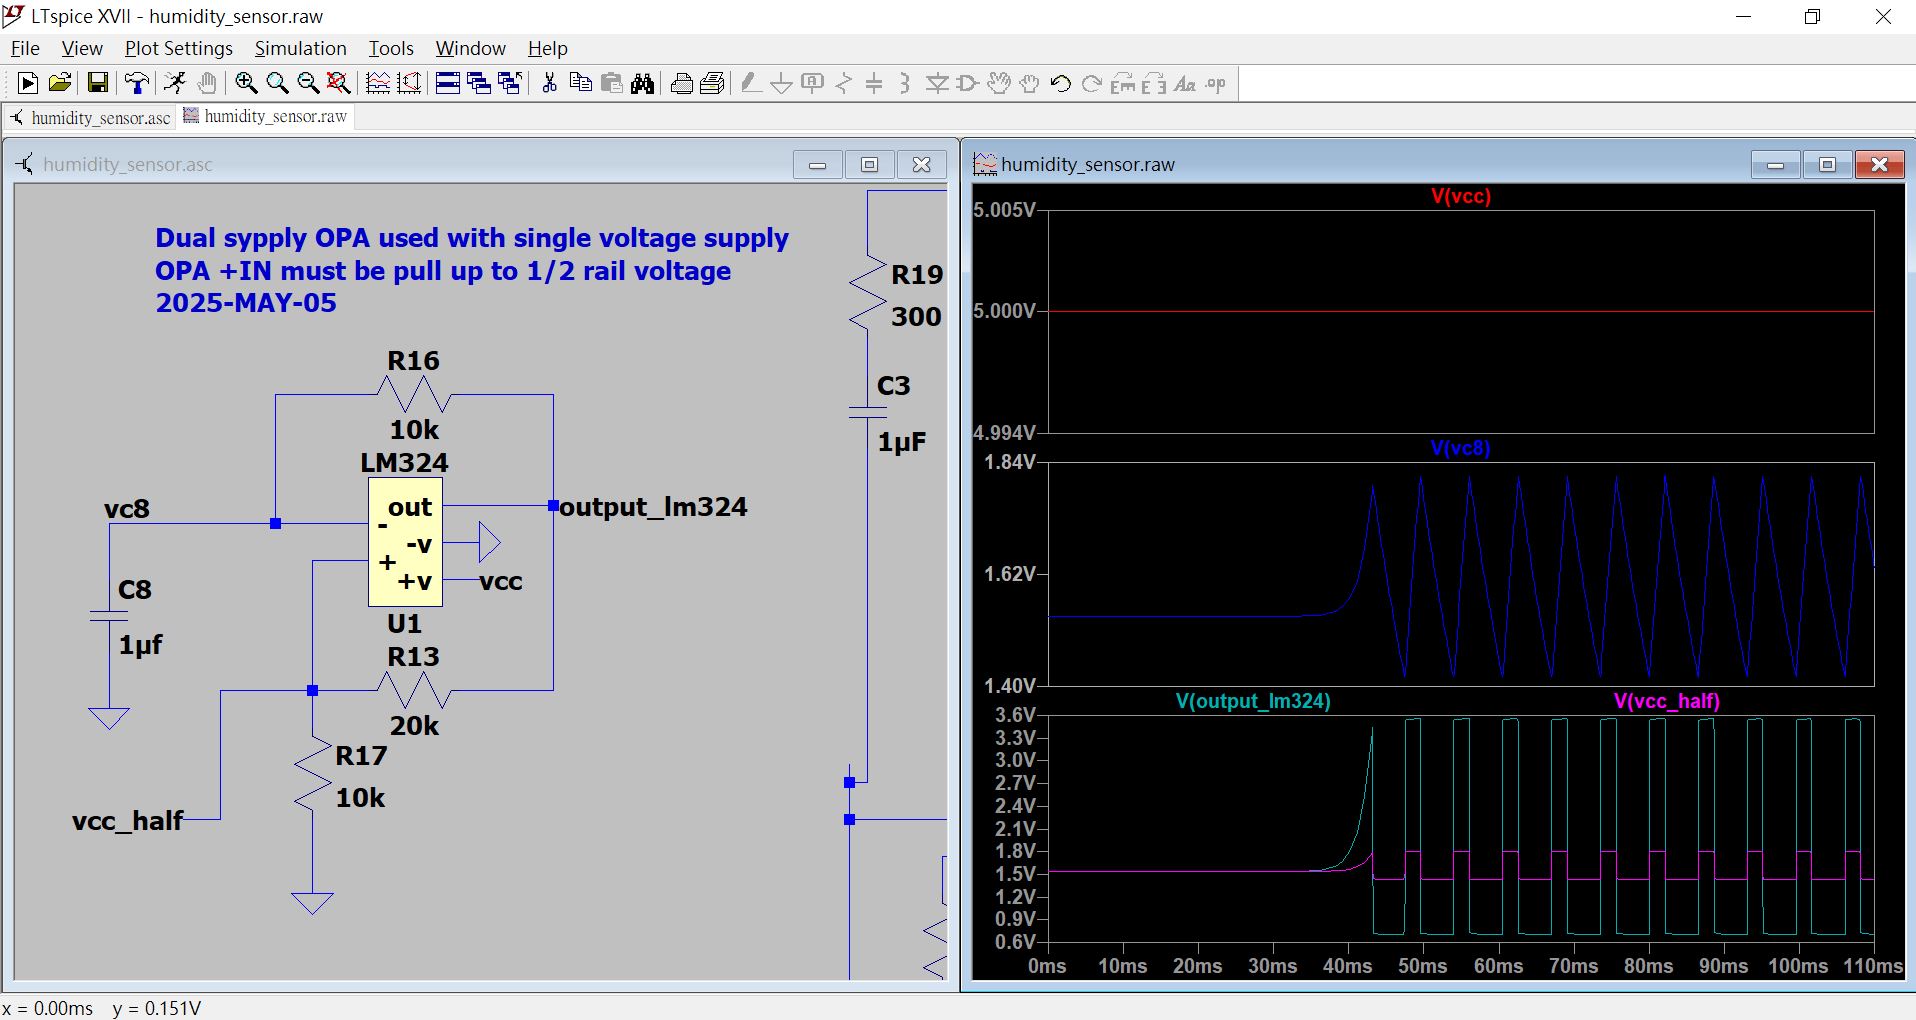 LTspice XVII - humidity_sensor.raw
File View Plot Settings Simulation Tools Window Help
humidity_sensor.asc humidity_sensor.raw
humidity_sensor.asc
Dual sypply OPA used with single voltage supply
OPA +IN must be pull up to 1/2 rail voltage
2025-MAY-05
R16
10k
LM324
out
-
-v
+
+v
vcc
U1
output_lm324
vc8
C8
1µf
R13
20k
R17
10k
vcc_half
R19
300
C3
1µF
humidity_sensor.raw
V(vcc)
5.005V
5.000V
4.994V
V(vc8)
1.84V
1.62V
1.40V
V(output_lm324) V(vcc_half)
3.6V
3.3V
3.0V
2.7V
2.4V
2.1V
1.8V
1.5V
1.2V
0.9V
0.6V
0ms 10ms 20ms 30ms 40ms 50ms 60ms 70ms 80ms 90ms 100ms 110ms
x = 0.00ms y = 0.151V